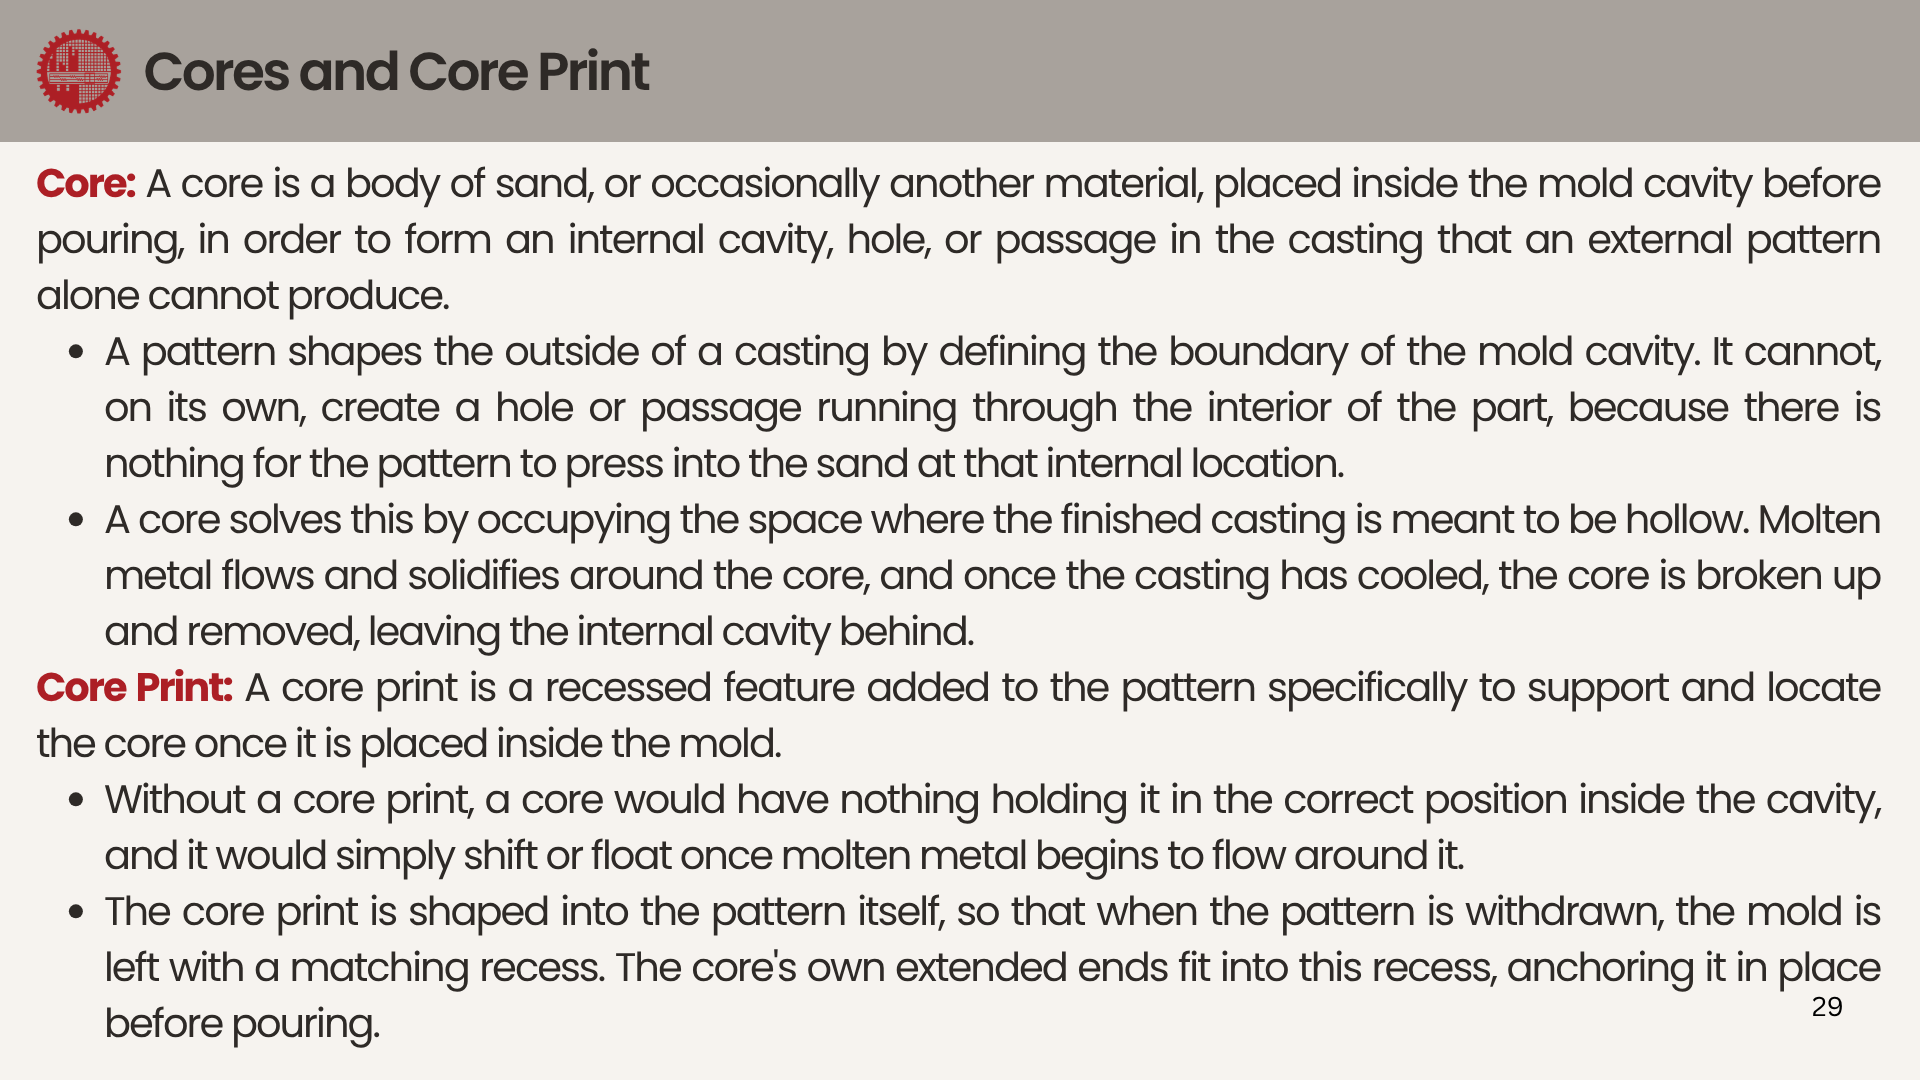 Cores and Core Print
Core: A core is a body of sand, or occasionally another material, placed inside the mold cavity before
pouring, in order to form an internal cavity, hole, or passage in the casting that an external pattern
alone cannot produce.
• A pattern shapes the outside of a casting by defining the boundary of the mold cavity. It cannot,
on its own, create a hole or passage running through the interior of the part, because there is
nothing for the pattern to press into the sand at that internal location.
• A core solves this by occupying the space where the finished casting is meant to be hollow. Molten
metal flows and solidifies around the core, and once the casting has cooled, the core is broken up
and removed, leaving the internal cavity behind.
Core Print: A core print is a recessed feature added to the pattern specifically to support and locate
the core once it is placed inside the mold.
• Without a core print, a core would have nothing holding it in the correct position inside the cavity,
and it would simply shift or float once molten metal begins to flow around it.
• The core print is shaped into the pattern itself, so that when the pattern is withdrawn, the mold is
left with a matching recess. The core's own extended ends fit into this recess, anchoring it in place
before pouring.
29